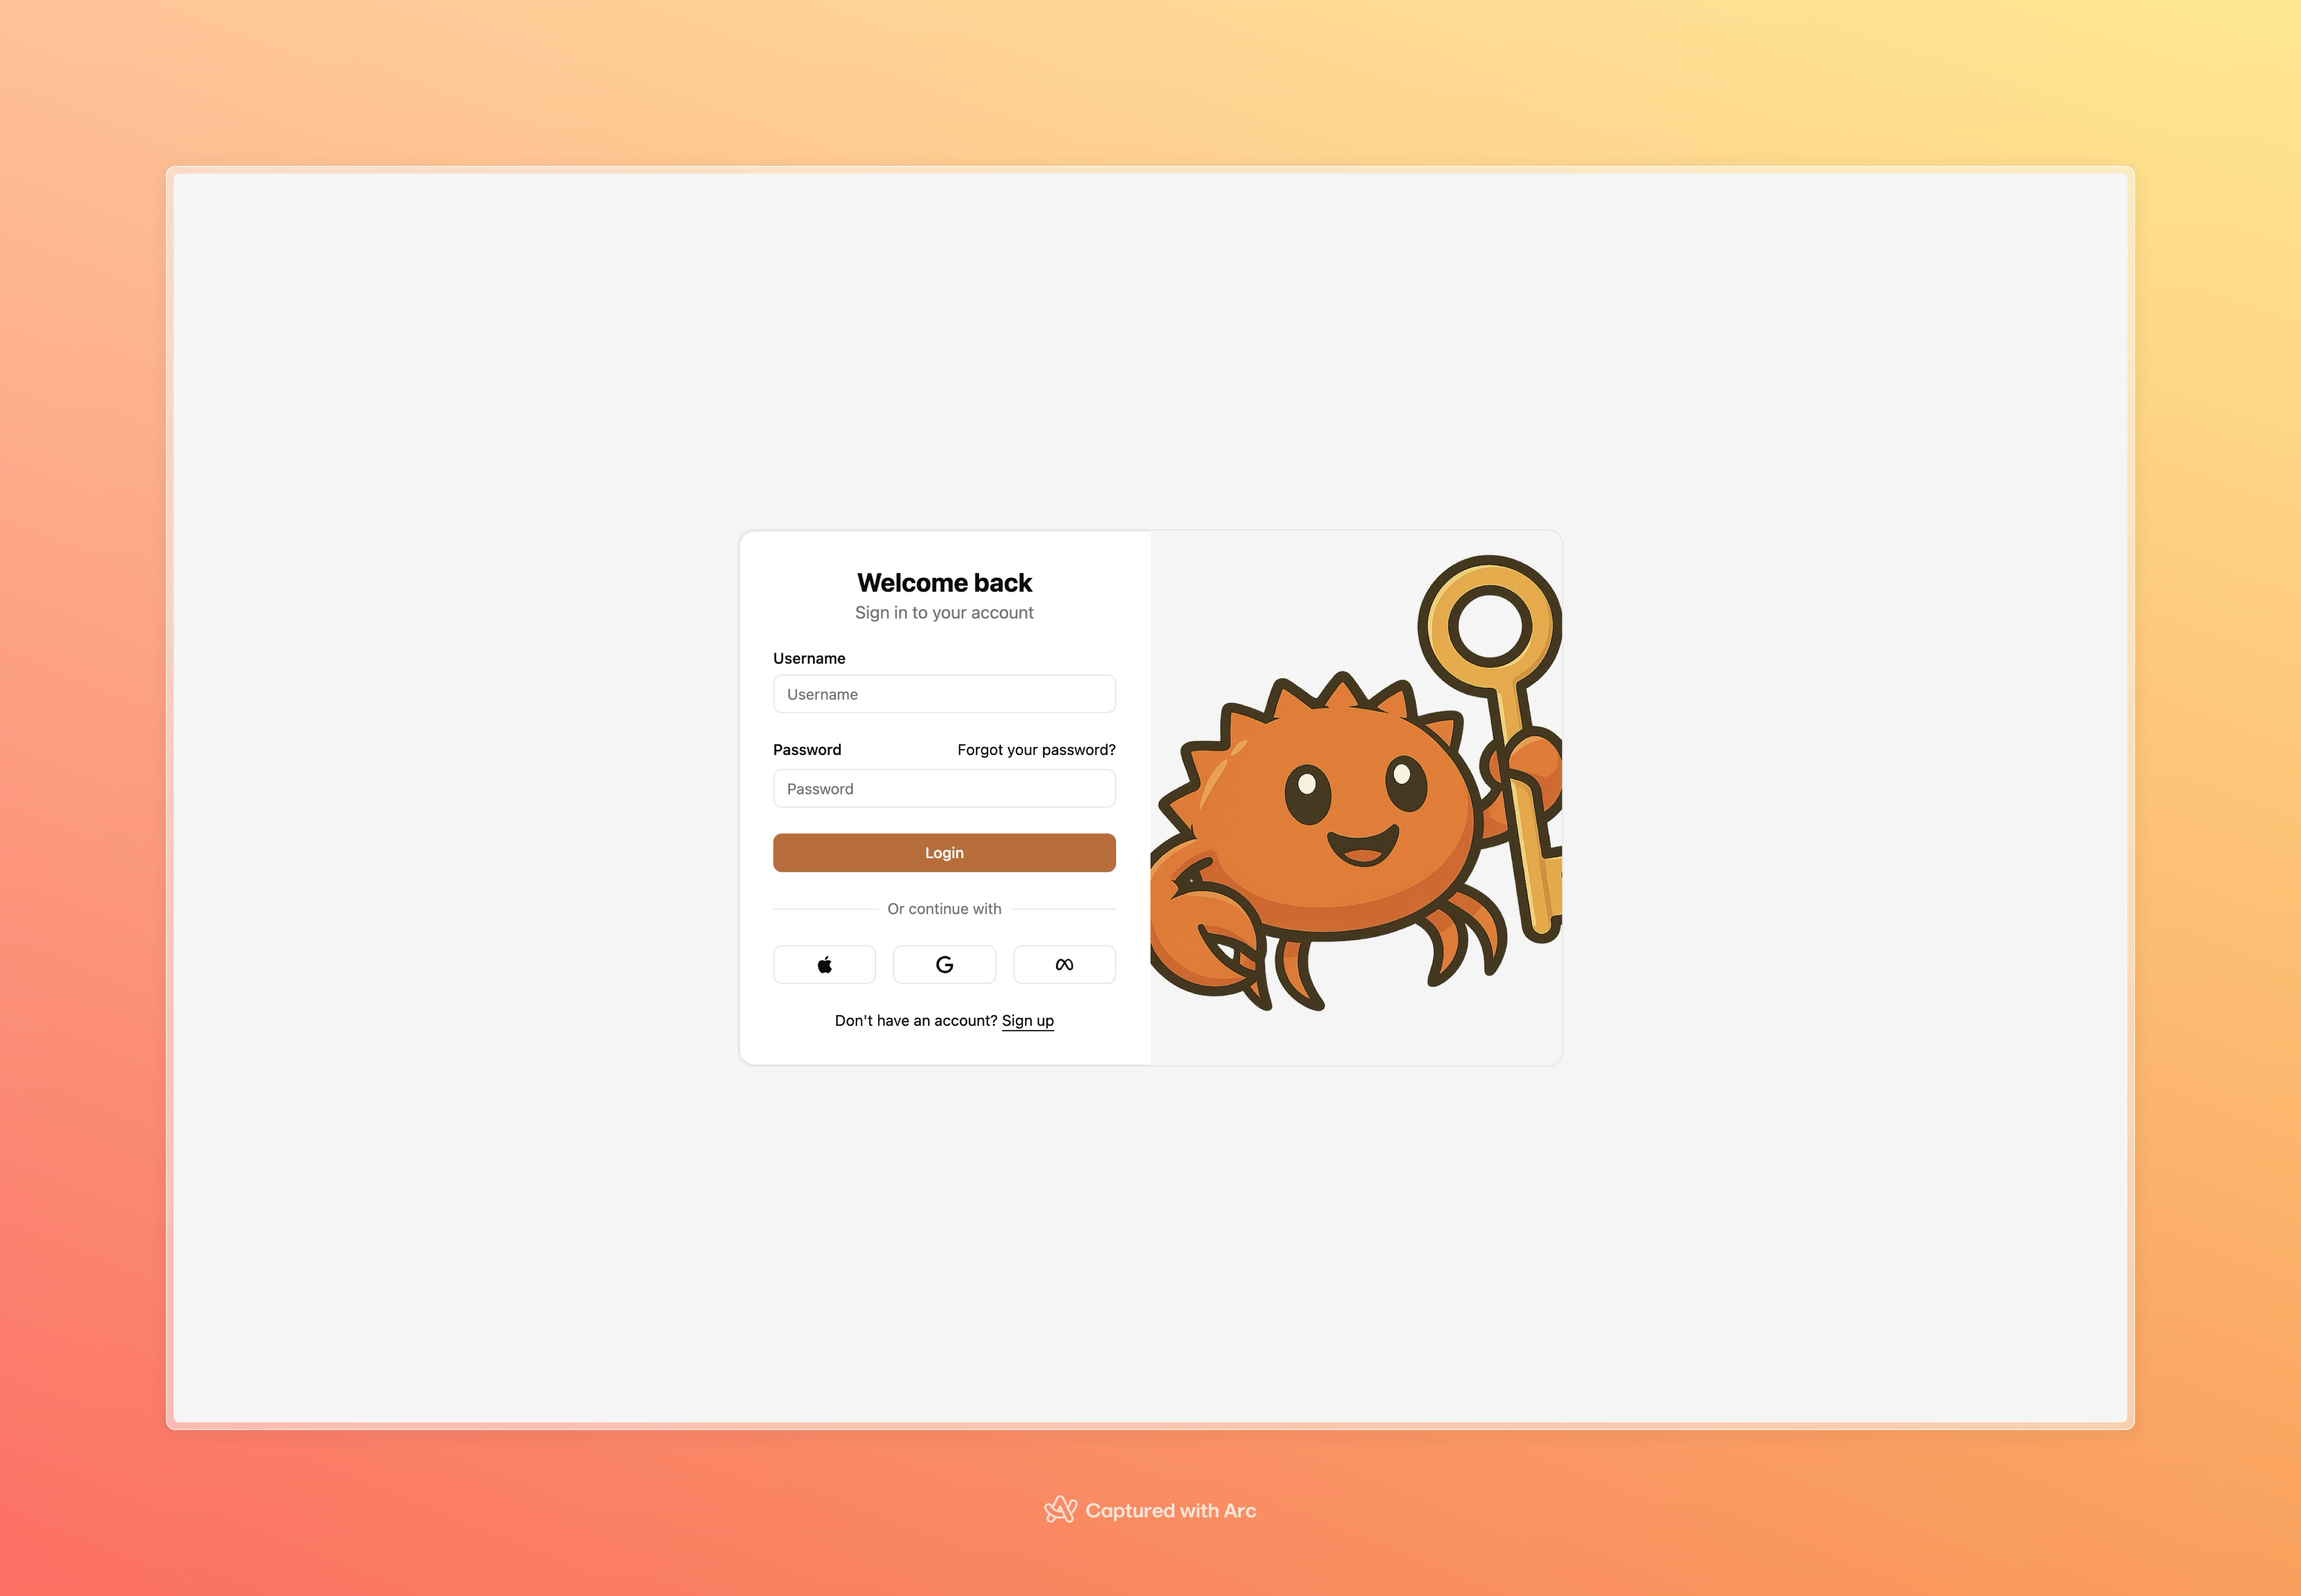 Welcome back
Sign in to your account
Username
Username
Password Forgot your password?
Password
Login
Or continue with
Don't have an account? Sign up
Captured with Arc